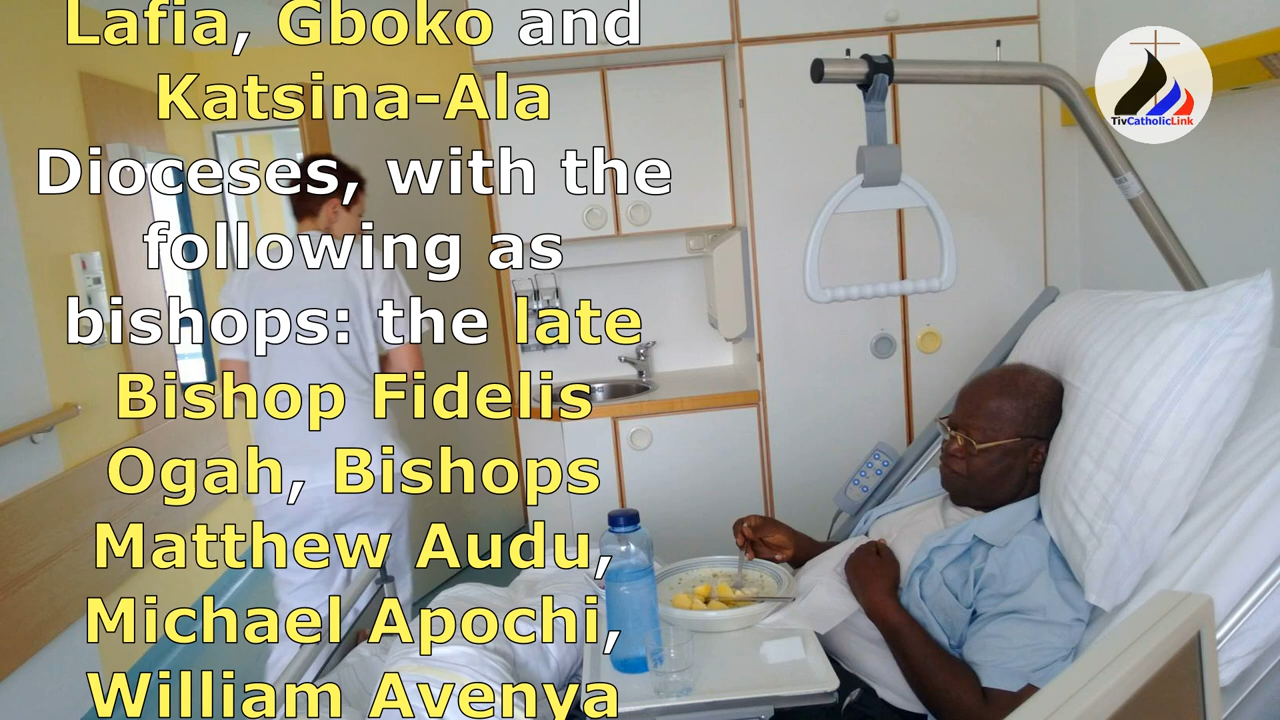 Lafia, Gboko and
Katsina-Ala
Dioceses, with the
following as
bishops: the late
Bishop Fidelis
Ogah, Bishops
Matthew Audu,
Michael Apochi,
William Avenya
TivCatholicLink